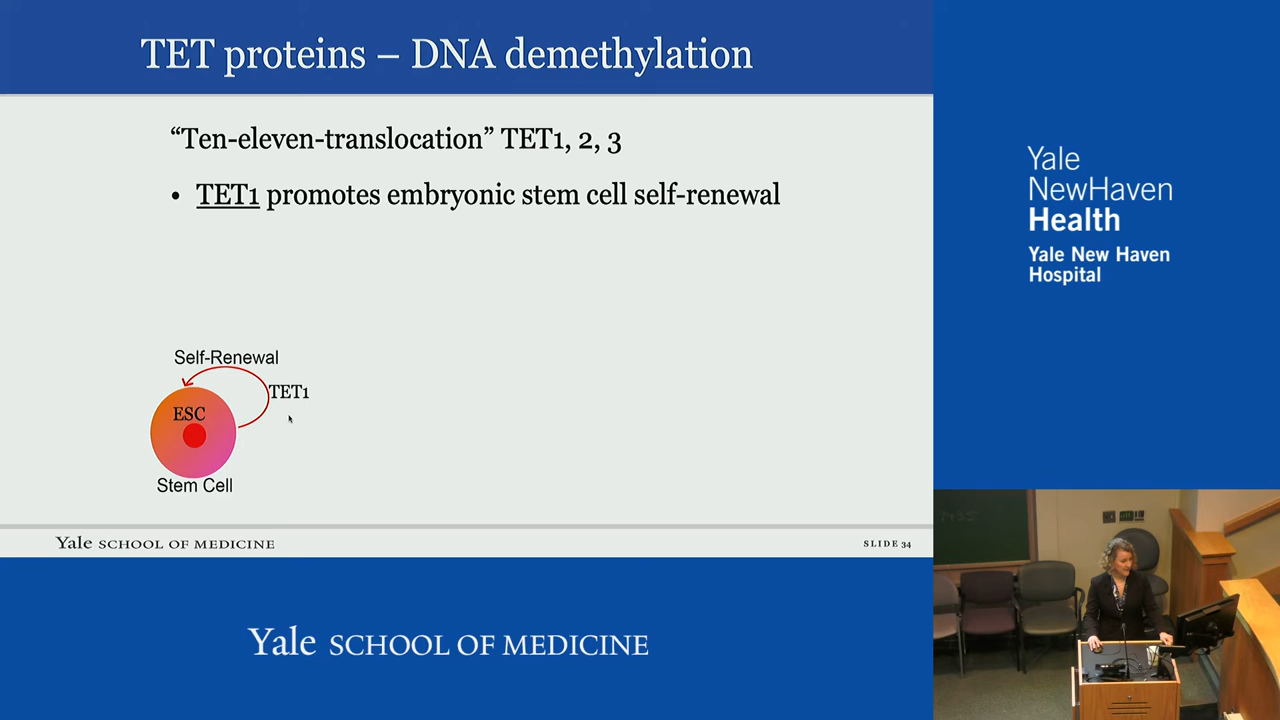 TET proteins – DNA demethylation
“Ten-eleven-translocation” TET1, 2, 3
• TET1 promotes embryonic stem cell self-renewal
Self-Renewal
TET1
ESC
Stem Cell
Yale SCHOOL OF MEDICINE
SLIDE 34
Yale SCHOOL OF MEDICINE
Yale
NewHaven
Health
Yale New Haven
Hospital